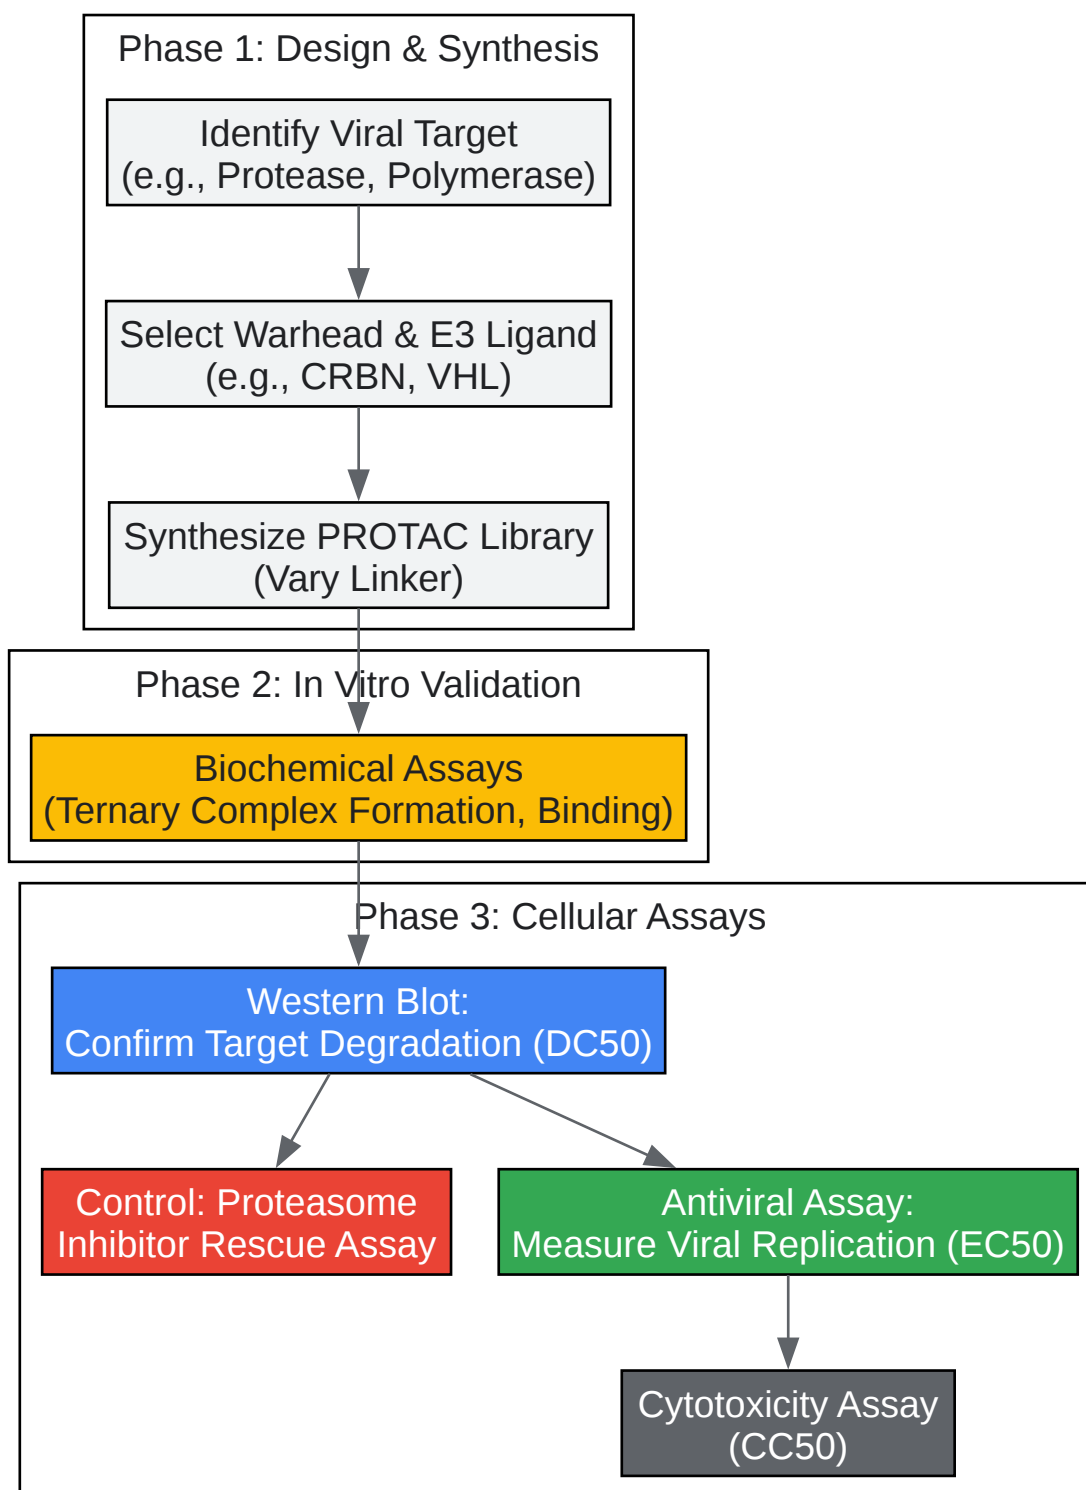 Phase 1: Design & Synthesis
Identify Viral Target
(e.g., Protease, Polymerase)
Select Warhead & E3 Ligand
(e.g., CRBN, VHL)
Synthesize PROTAC Library
(Vary Linker)
Phase 2: In Vitro Validation
Biochemical Assays
(Ternary Complex Formation, Binding)
Phase 3: Cellular Assays
Western Blot:
Confirm Target Degradation (DC50)
Control: Proteasome
Inhibitor Rescue Assay
Antiviral Assay:
Measure Viral Replication (EC50)
Cytotoxicity Assay
(CC50)